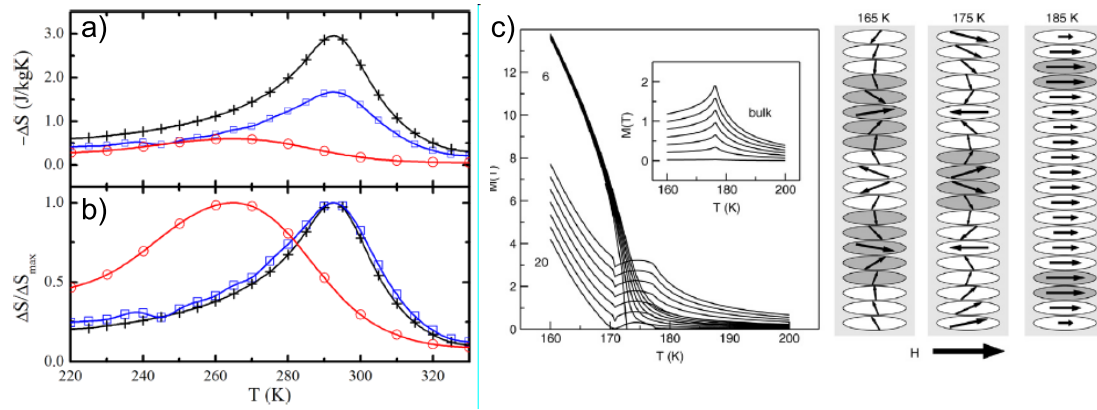 a)
3.0
2.0
1.0
0.0
−ΔS (J/kgK)
b)
1.0
0.5
0.0
ΔS/ΔSmax
220 240 260 280 300 320
T (K)
c)
12
10
8
6
4
2
0
M(T)
6
20
160 170 180 190 200
T (K)
2
1
0
M(T)
bulk
160 180 200
T (K)
165 K 175 K 185 K
H